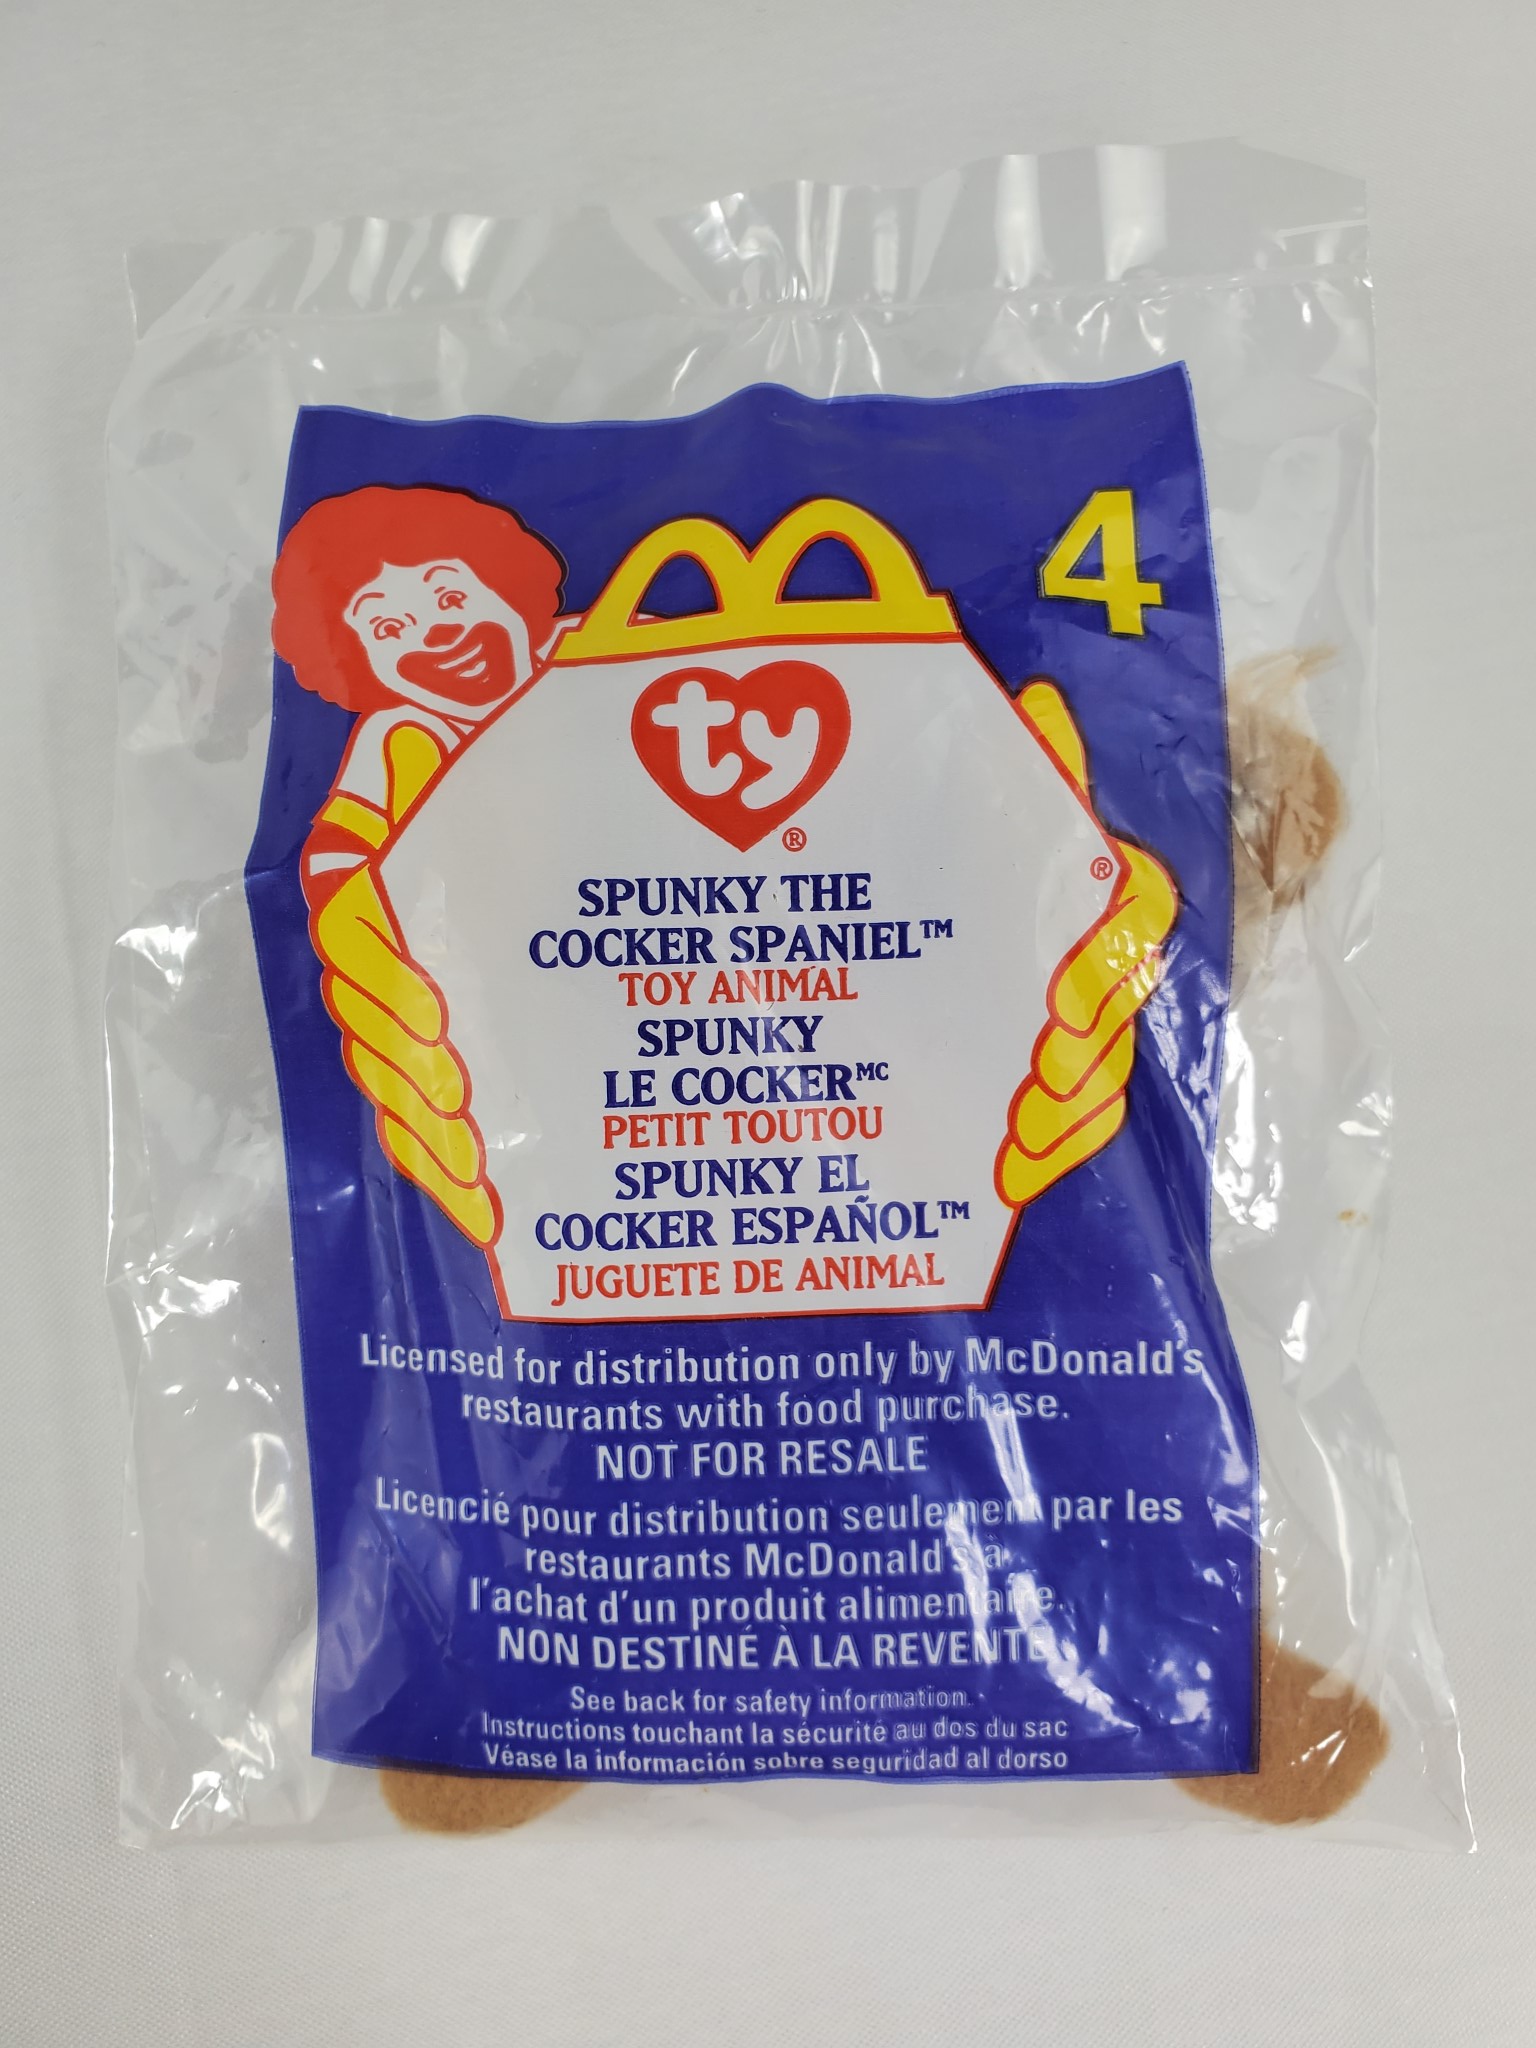 4
ty
®
®
SPUNKY THE
COCKER SPANIEL™
TOY ANIMAL
SPUNKY
LE COCKERᴹᶜ
PETIT TOUTOU
SPUNKY EL
COCKER ESPAÑOL™
JUGUETE DE ANIMAL
Licensed for distribution only by McDonald's
restaurants with food purchase.
NOT FOR RESALE
Licencié pour distribution seulement par les
restaurants McDonald's à
l'achat d'un produit alimentaire.
NON DESTINÉ À LA REVENTE
See back for safety information.
Instructions touchant la sécurité au dos du sac
Véase la información sobre seguridad al dorso